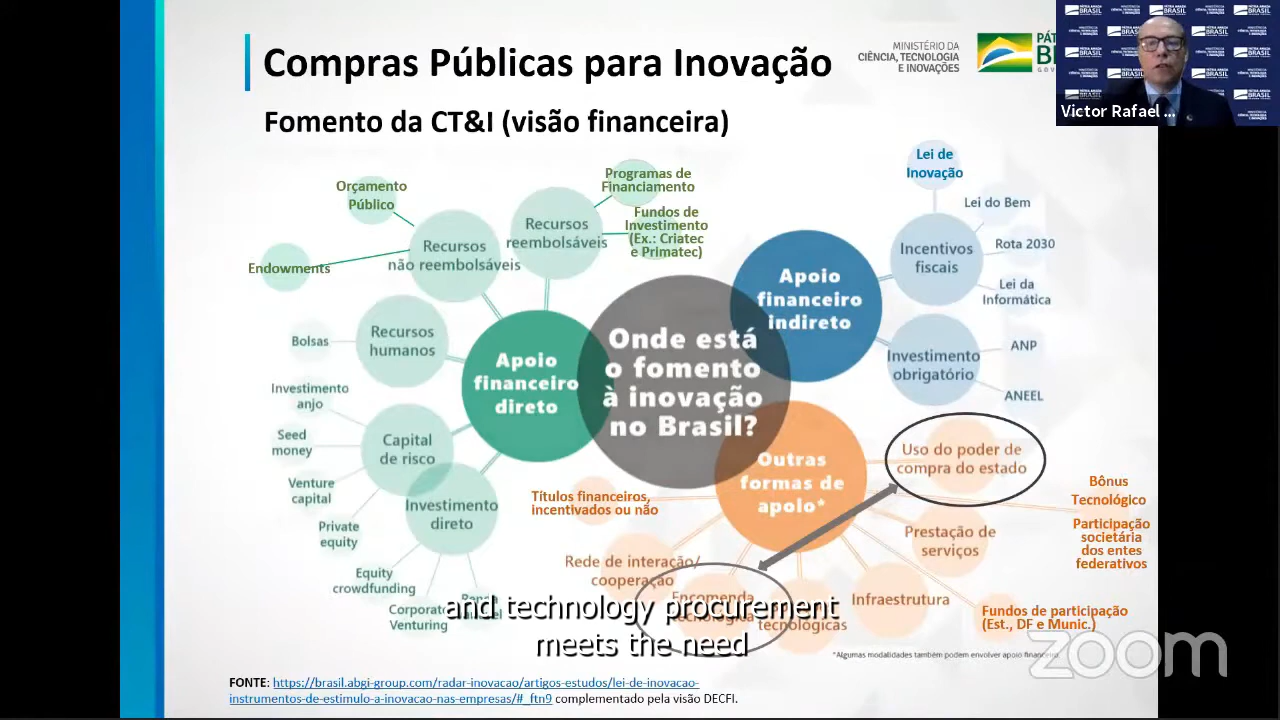 Compras Públicas para Inovação
Fomento da CT&I (visão financeira)
MINISTÉRIO DA
CIÊNCIA, TECNOLOGIA
E INOVAÇÕES
Victor Rafael ...
Orçamento
Público
Endowments
Recursos
não reembolsáveis
Recursos
reembolsáveis
Programas de
Financiamento
Fundos de
Investimento
(Ex.: Criatec
e Primatec)
Bolsas
Recursos
humanos
Investimento
anjo
Seed
money
Venture
capital
Private
equity
Capital
de risco
Investimento
direto
Equity
crowdfunding
Corporate
Venturing
Apoio
financeiro
direto
Onde está
o fomento
à inovação
no Brasil?
Apoio
financeiro
indireto
Lei de
Inovação
Lei do Bem
Rota 2030
Lei da
Informática
Incentivos
fiscais
Investimento
obrigatório
ANP
ANEEL
Outras
formas de
apoio*
Uso do poder de
compra do estado
Bônus
Tecnológico
Participação
societária
dos entes
federativos
Prestação de
serviços
Infraestrutura
Fundos de participação
(Est., DF e Munic.)
Títulos financeiros,
incentivados ou não
Rede de interação/
cooperação
Encomenda
tecnológica
tecnológicas
and technology procurement
meets the need
*Algumas modalidades também podem envolver apoio financeiro
zoom
FONTE: https://brasil.abgi-group.com/radar-inovacao/artigos-estudos/lei-de-inovacao-
instrumentos-de-estimulo-a-inovacao-nas-empresas/#_ftn9 complementado pela visão DECFI.